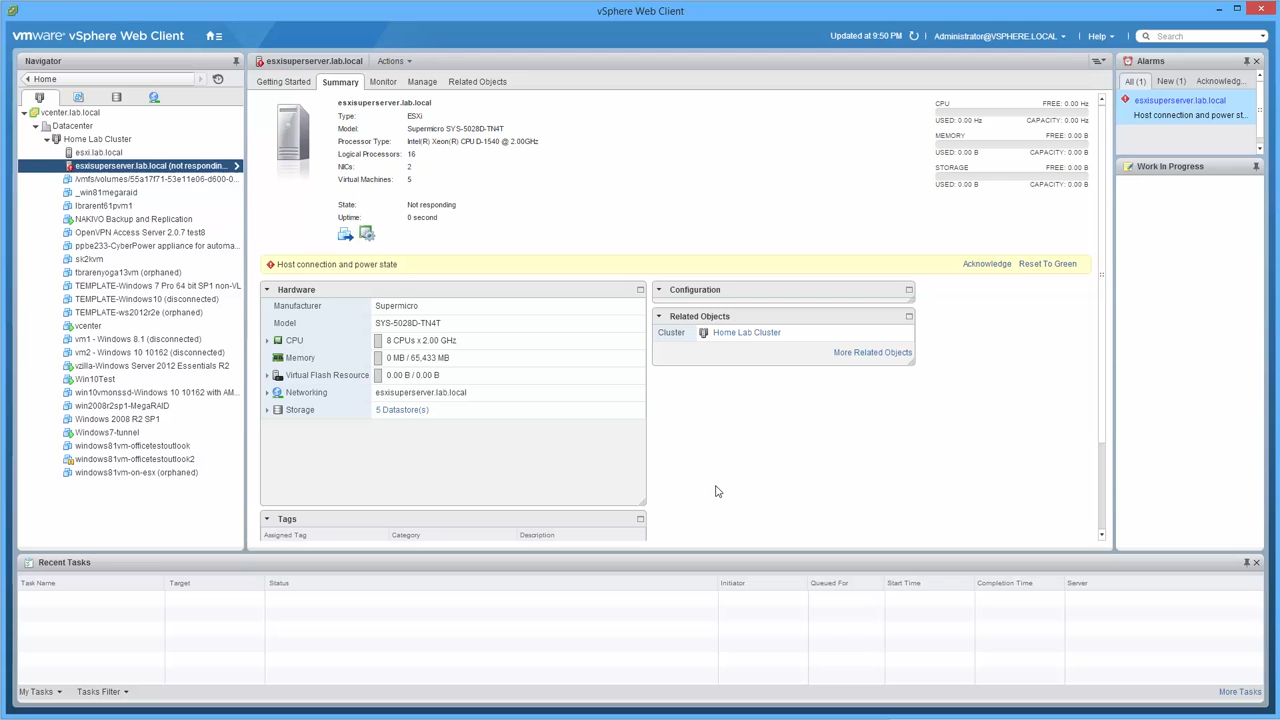 vSphere Web Client
vmware® vSphere Web Client
Updated at 9:50 PM
Administrator@VSPHERE.LOCAL
Help
Search
Navigator
Home
vcenter.lab.local
Datacenter
Home Lab Cluster
esxi.lab.local
esxisuperserver.lab.local (not respondin...
/vmfs/volumes/55a17f71-53e11e06-d600-0...
_win81megaraid
lbrarent61pvm1
NAKIVO Backup and Replication
OpenVPN Access Server 2.0.7 test8
ppbe233-CyberPower appliance for automa...
sk2kvm
tbrarenyoga13vm (orphaned)
TEMPLATE-Windows 7 Pro 64 bit SP1 non-VL
TEMPLATE-Windows10 (disconnected)
TEMPLATE-ws2012r2e (orphaned)
vcenter
vm1 - Windows 8.1 (disconnected)
vm2 - Windows 10 10162 (disconnected)
vzilla-Windows Server 2012 Essentials R2
Win10Test
win10vmonssd-Windows 10 10162 with AM...
win2008r2sp1-MegaRAID
Windows 2008 R2 SP1
Windows7-tunnel
windows81vm-officetestoutlook
windows81vm-officetestoutlook2
windows81vm-on-esx (orphaned)
esxisuperserver.lab.local
Actions
Getting Started
Summary
Monitor
Manage
Related Objects
esxisuperserver.lab.local
Type: ESXi
Model: Supermicro SYS-5028D-TN4T
Processor Type: Intel(R) Xeon(R) CPU D-1540 @ 2.00GHz
Logical Processors: 16
NICs: 2
Virtual Machines: 5
State: Not responding
Uptime: 0 second
CPU FREE: 0.00 Hz
USED: 0.00 Hz CAPACITY: 0.00 Hz
MEMORY FREE: 0.00 B
USED: 0.00 B CAPACITY: 0.00 B
STORAGE FREE: 0.00 B
USED: 0.00 B CAPACITY: 0.00 B
Host connection and power state
Acknowledge
Reset To Green
Hardware
Manufacturer Supermicro
Model SYS-5028D-TN4T
CPU 8 CPUs x 2.00 GHz
Memory 0 MB / 65,433 MB
Virtual Flash Resource 0.00 B / 0.00 B
Networking esxisuperserver.lab.local
Storage 5 Datastore(s)
Tags
Assigned Tag Category Description
Configuration
Related Objects
Cluster Home Lab Cluster
More Related Objects
Alarms
All (1) New (1) Acknowledg...
esxisuperserver.lab.local
Host connection and power st...
Work In Progress
Recent Tasks
Task Name Target Status Initiator Queued For Start Time Completion Time Server
My Tasks
Tasks Filter
More Tasks